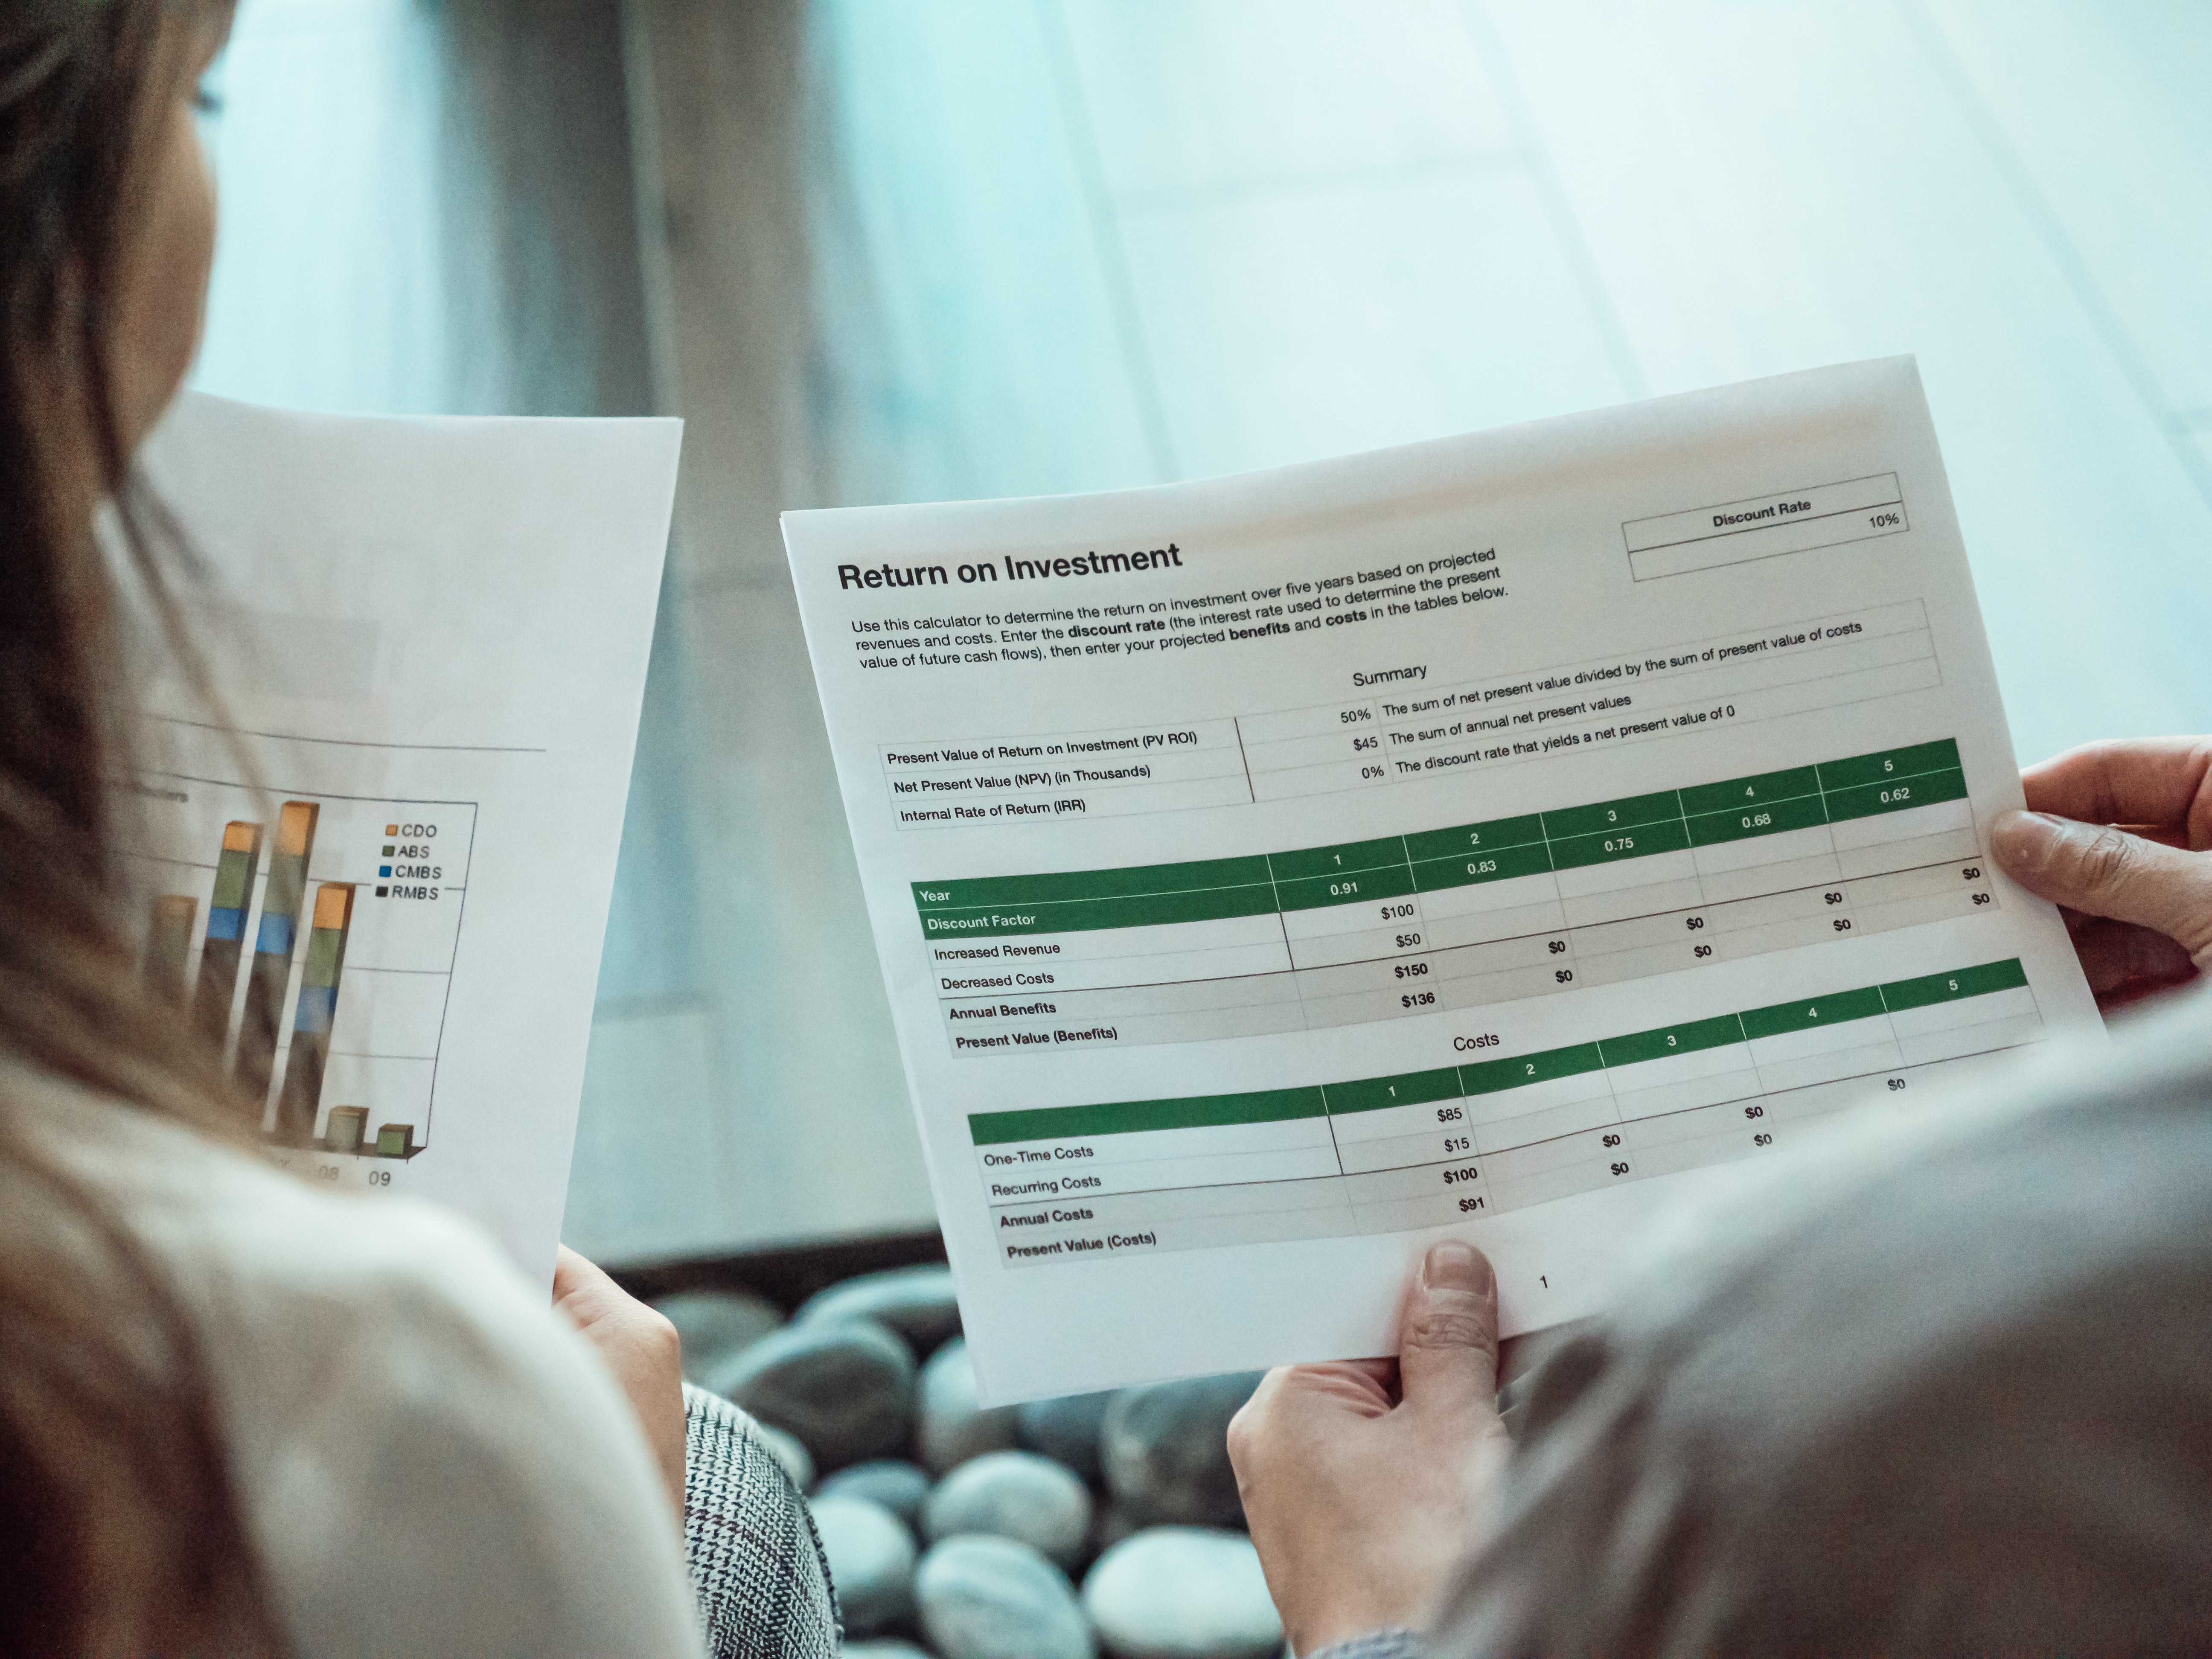 CDO
ABS
CMBS
RMBS
08
09
Return on Investment
Use this calculator to determine the return on investment over five years based on projected
revenues and costs. Enter the discount rate (the interest rate used to determine the present
value of future cash flows), then enter your projected benefits and costs in the tables below.
Discount Rate
10%
Summary
Present Value of Return on Investment (PV ROI) 50% The sum of net present value divided by the sum of present value of costs
Net Present Value (NPV) (in Thousands) $45 The sum of annual net present values
Internal Rate of Return (IRR) 0% The discount rate that yields a net present value of 0
Year 1 2 3 4 5
Discount Factor 0.91 0.83 0.75 0.68 0.62
Increased Revenue $100
Decreased Costs $50
Annual Benefits $150 $0 $0 $0 $0
Present Value (Benefits) $136 $0 $0 $0 $0
Costs
1 2 3 4 5
One-Time Costs $85
Recurring Costs $15
Annual Costs $100 $0 $0 $0
Present Value (Costs) $91 $0 $0
1